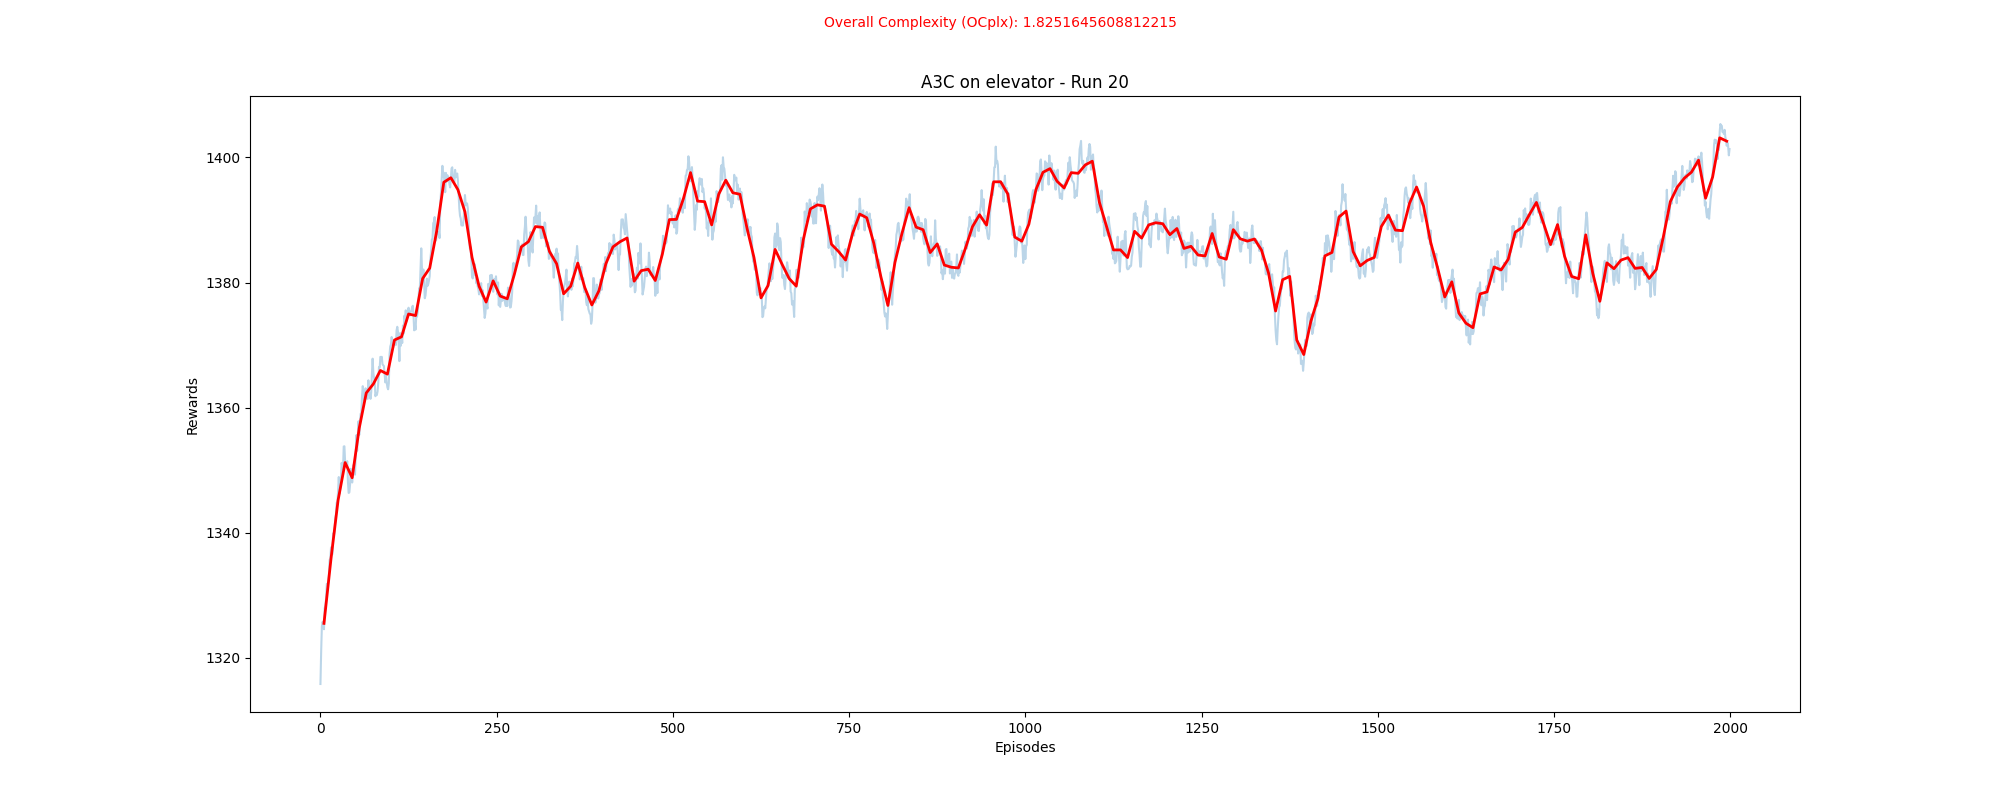 Overall Complexity (OCplx): 1.8251645608812215
A3C on elevator - Run 20
1400
1380
1360
1340
1320
Rewards
0 250 500 750 1000 1250 1500 1750 2000
Episodes